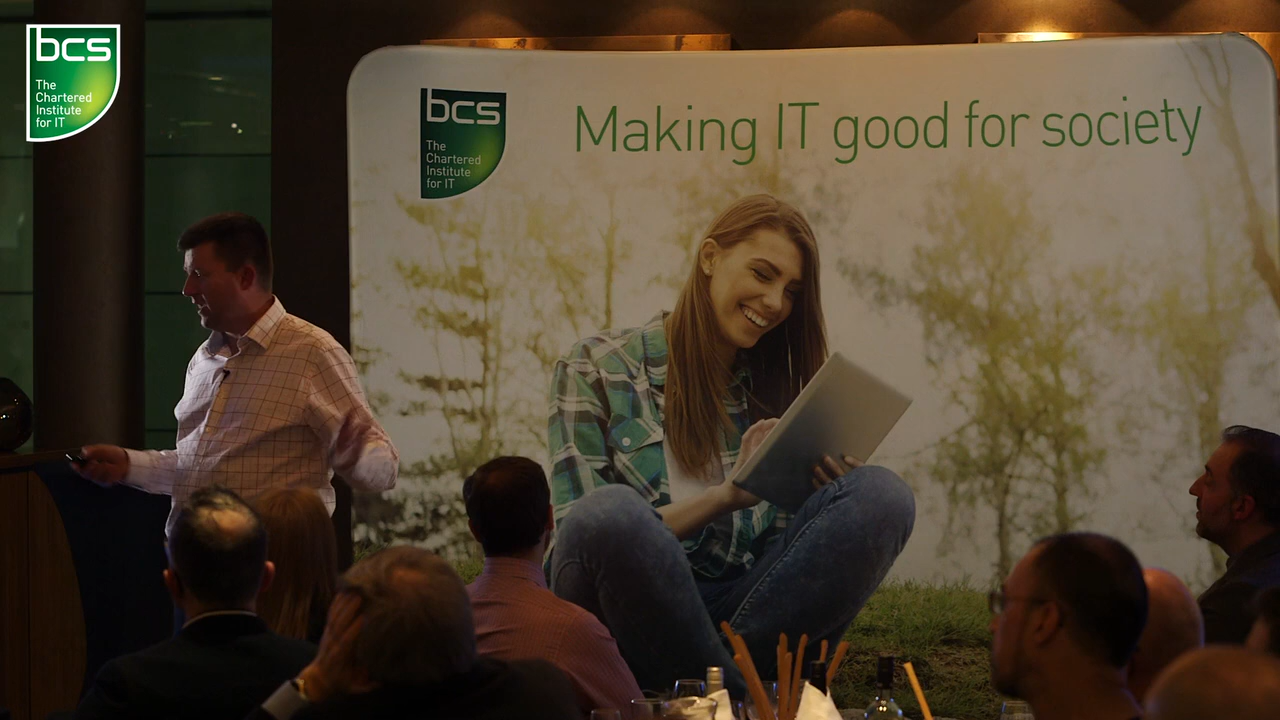 bcs
The
Chartered
Institute
for IT
bcs
The
Chartered
Institute
for IT
Making IT good for society